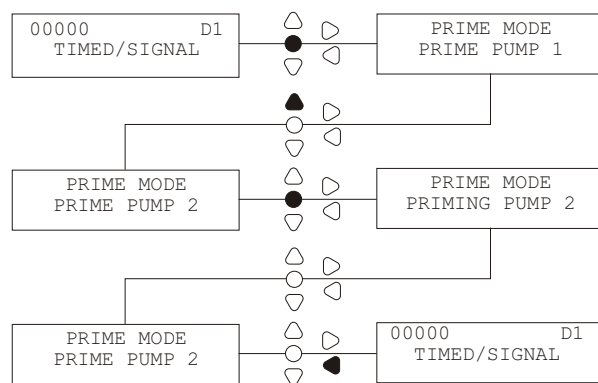 00000 D1
TIMED/SIGNAL
PRIME MODE
PRIME PUMP 1
PRIME MODE
PRIME PUMP 2
PRIME MODE
PRIMING PUMP 2
PRIME MODE
PRIME PUMP 2
00000 D1
TIMED/SIGNAL